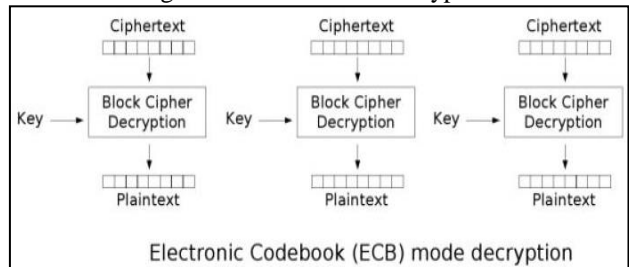 Ciphertext Ciphertext Ciphertext
Key Block Cipher Decryption Key Block Cipher Decryption Key Block Cipher Decryption
Plaintext Plaintext Plaintext
Electronic Codebook (ECB) mode decryption